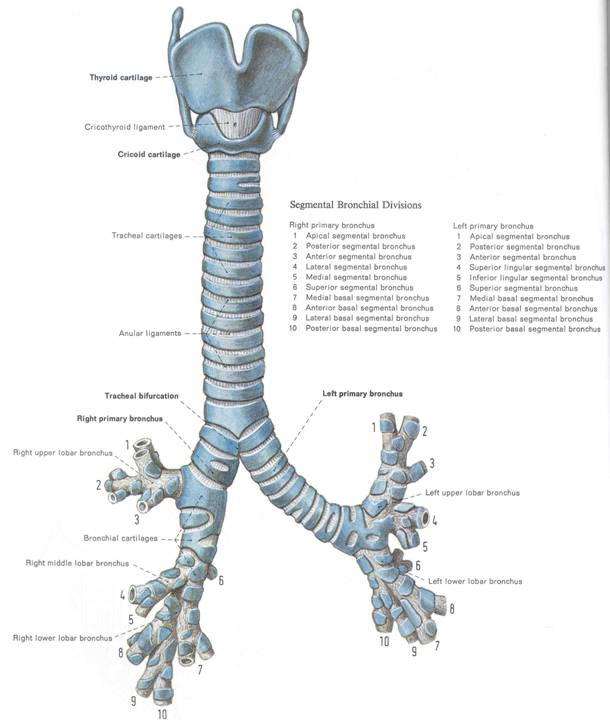 Thyroid cartilage
Cricothyroid ligament
Cricoid cartilage
Segmental Bronchial Divisions
Right primary bronchus
1 Apical segmental bronchus
2 Posterior segmental bronchus
3 Anterior segmental bronchus
4 Lateral segmental bronchus
5 Medial segmental bronchus
6 Superior segmental bronchus
7 Medial basal segmental bronchus
8 Anterior basal segmental bronchus
9 Lateral basal segmental bronchus
10 Posterior basal segmental bronchus
Left primary bronchus
1 Apical segmental bronchus
2 Posterior segmental bronchus
3 Anterior segmental bronchus
4 Superior lingular segmental bronchus
5 Inferior lingular segmental bronchus
6 Superior segmental bronchus
7 Medial basal segmental bronchus
8 Anterior basal segmental bronchus
9 Lateral basal segmental bronchus
10 Posterior basal segmental bronchus
Tracheal cartilages
Anular ligaments
Tracheal bifurcation
Left primary bronchus
Right primary bronchus
1
Right upper lobar bronchus
2
3
Bronchial cartilages
Right middle lobar bronchus
6
4
5
Right lower lobar bronchus
8
7
9
10
1
2
3
Left upper lobar bronchus
4
5
6
Left lower lobar bronchus
8
10
9
7